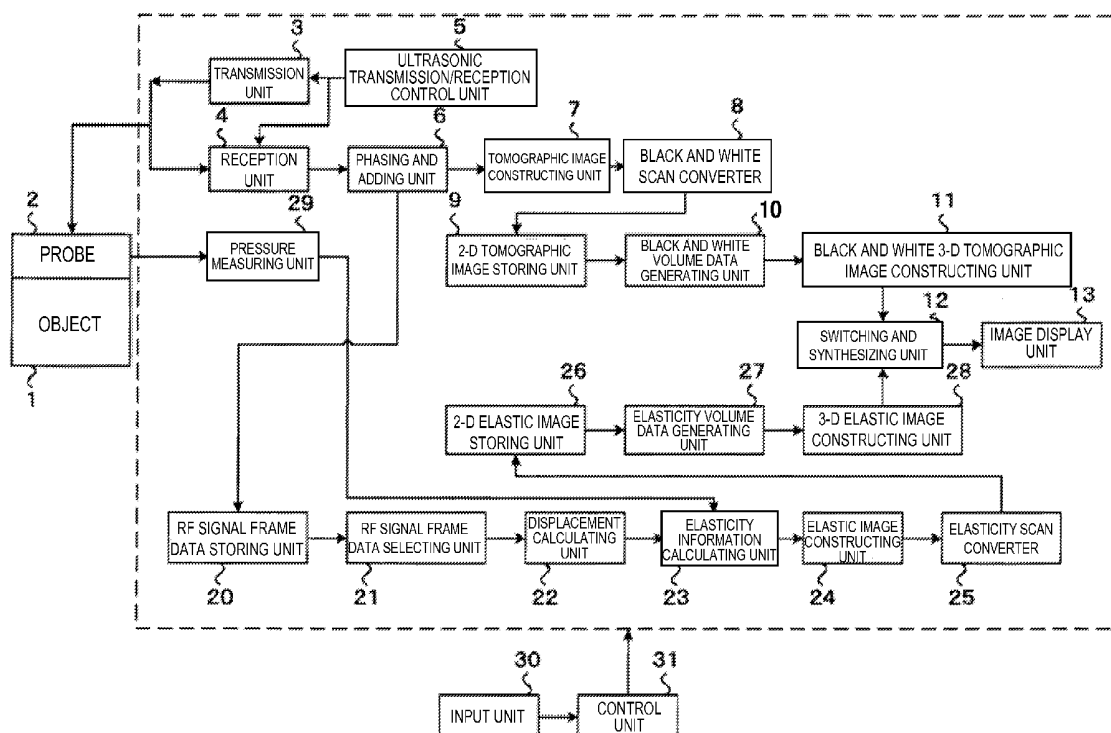 3
5
TRANSMISSION
UNIT
ULTRASONIC
TRANSMISSION/RECEPTION
CONTROL UNIT
4
6
7
8
RECEPTION
UNIT
PHASING AND
ADDING UNIT
TOMOGRAPHIC IMAGE
CONSTRUCTING UNIT
BLACK AND WHITE
SCAN CONVERTER
2
29
9
10
11
PROBE
PRESSURE
MEASURING UNIT
2-D TOMOGRAPHIC
IMAGE STORING UNIT
BLACK AND WHITE
VOLUME DATA
GENERATING UNIT
BLACK AND WHITE 3-D TOMOGRAPHIC
IMAGE CONSTRUCTING UNIT
OBJECT
1
12
13
SWITCHING AND
SYNTHESIZING UNIT
IMAGE DISPLAY
UNIT
26
27
28
2-D ELASTIC IMAGE
STORING UNIT
ELASTICITY VOLUME
DATA GENERATING
UNIT
3-D ELASTIC IMAGE
CONSTRUCTING UNIT
RF SIGNAL FRAME
DATA STORING UNIT
RF SIGNAL FRAME
DATA SELECTING UNIT
DISPLACEMENT
CALCULATING
UNIT
ELASTICITY
INFORMATION
CALCULATING UNIT
ELASTIC IMAGE
CONSTRUCTING
UNIT
ELASTICITY SCAN
CONVERTER
20
21
22
23
24
25
30
31
INPUT UNIT
CONTROL
UNIT